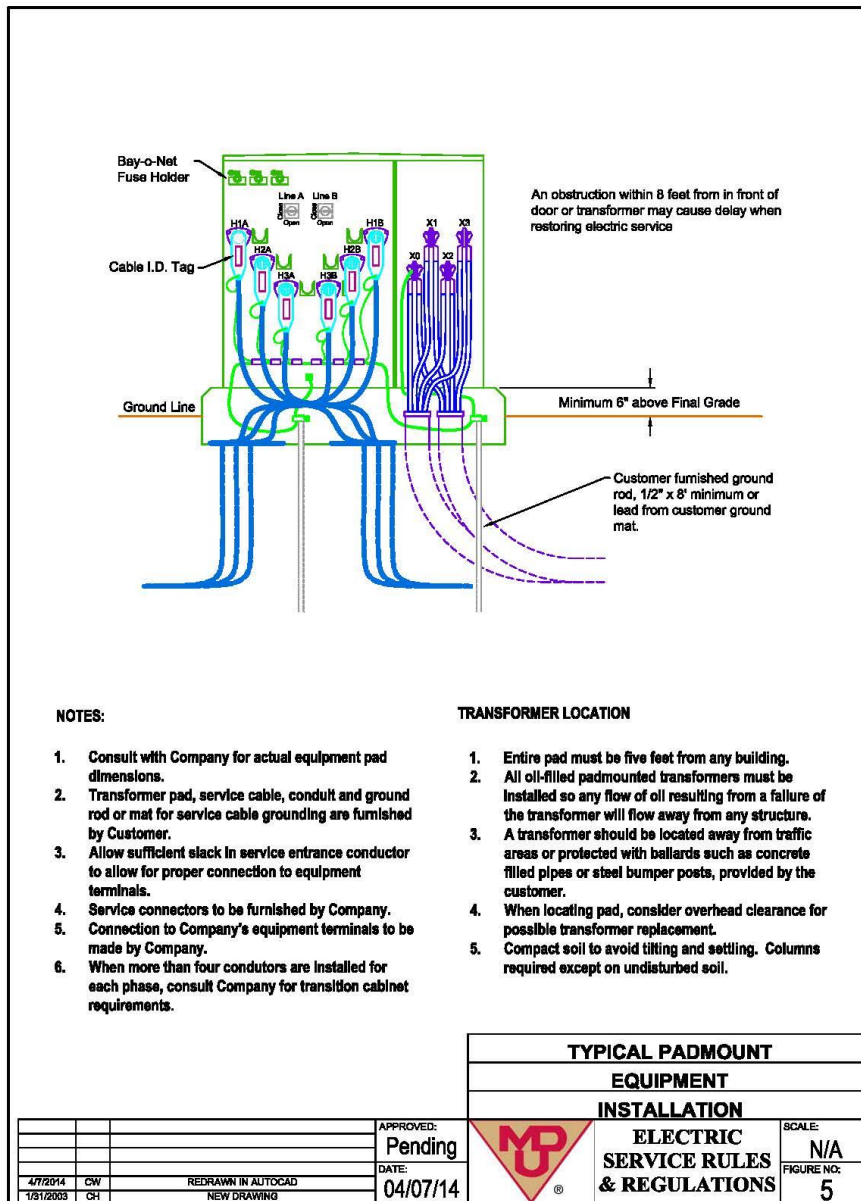 Bay-o-Net
Fuse Holder
Line A
Line B
Close
Open
Close
Open
H1A
H2A
H3A
H3B
H2B
H1B
X1
X3
X0
X2
Cable I.D. Tag
An obstruction within 8 feet from in front of
door or transformer may cause delay when
restoring electric service
Ground Line
Minimum 6" above Final Grade
Customer furnished ground
rod, 1/2" x 8' minimum or
lead from customer ground
mat.
NOTES:
1. Consult with Company for actual equipment pad
dimensions.
2. Transformer pad, service cable, conduit and ground
rod or mat for service cable grounding are furnished
by Customer.
3. Allow sufficient slack in service entrance conductor
to allow for proper connection to equipment
terminals.
4. Service connectors to be furnished by Company.
5. Connection to Company's equipment terminals to be
made by Company.
6. When more than four condutors are installed for
each phase, consult Company for transition cabinet
requirements.
TRANSFORMER LOCATION
1. Entire pad must be five feet from any building.
2. All oil-filled padmounted transformers must be
installed so any flow of oil resulting from a failure of
the transformer will flow away from any structure.
3. A transformer should be located away from traffic
areas or protected with ballards such as concrete
filled pipes or steel bumper posts, provided by the
customer.
4. When locating pad, consider overhead clearance for
possible transformer replacement.
5. Compact soil to avoid tilting and settling. Columns
required except on undisturbed soil.
TYPICAL PADMOUNT
EQUIPMENT
INSTALLATION
APPROVED:
Pending
DATE:
04/07/14
4/7/2014 CW REDRAWN IN AUTOCAD
1/31/2003 CH NEW DRAWING
MDU
®
ELECTRIC
SERVICE RULES
& REGULATIONS
SCALE:
N/A
FIGURE NO:
5